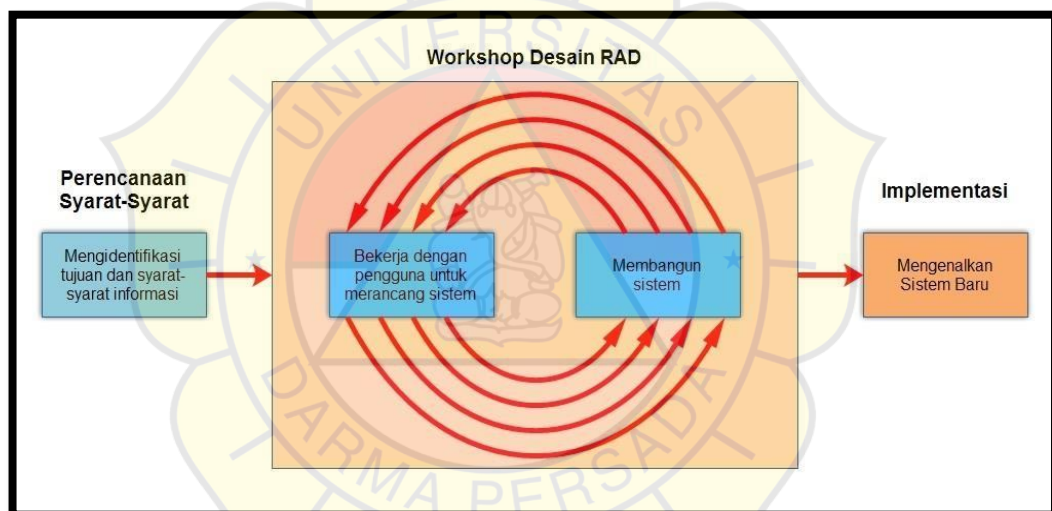 Workshop Desain RAD
Perencanaan
Syarat-Syarat
Mengidentifikasi
tujuan dan syarat-
syarat informasi
Bekerja dengan
pengguna untuk
merancang sistem
Membangun
sistem
Implementasi
Mengenalkan
Sistem Baru
UNIVERSITAS
DARMA PERSADA